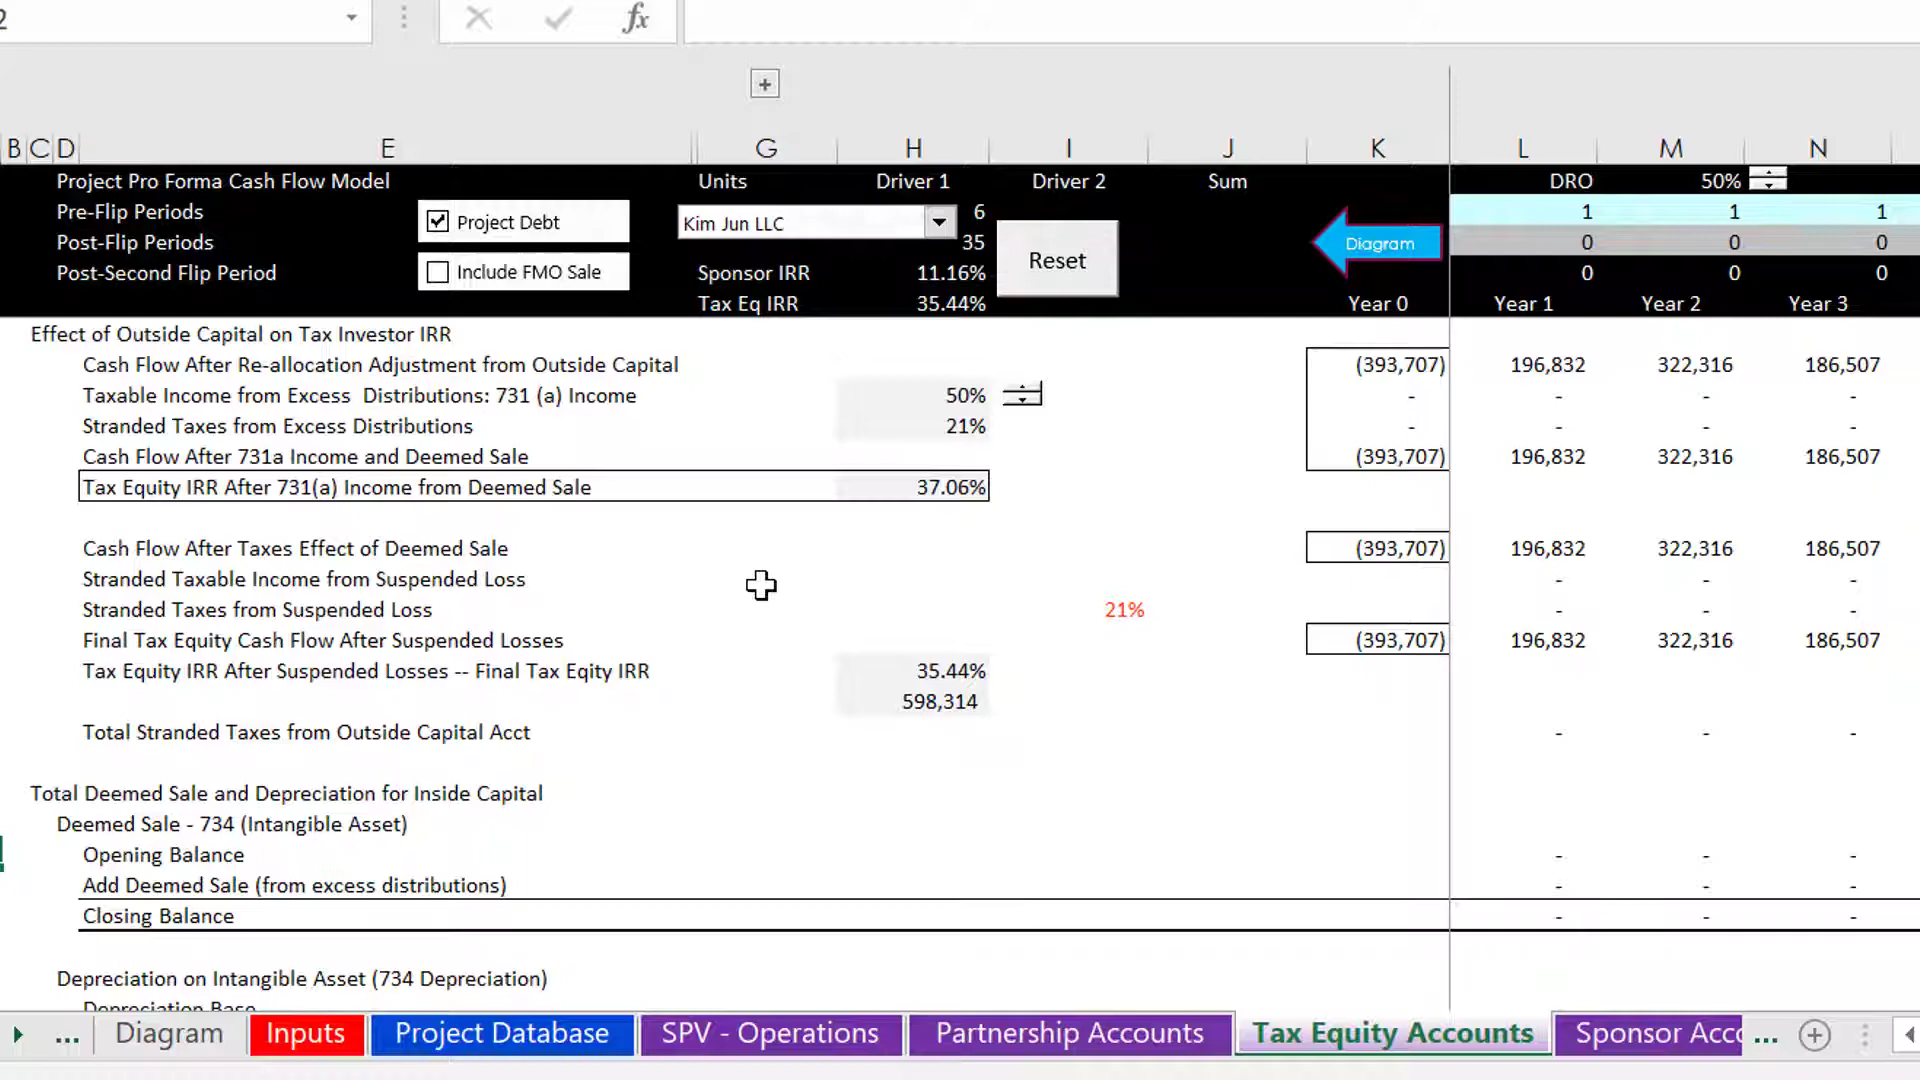 2
fx
B C D E G H I J K L M N
Project Pro Forma Cash Flow Model Units Driver 1 Driver 2 Sum DRO 50%
Pre-Flip Periods Project Debt Kim Jun LLC 6 1 1 1
Post-Flip Periods 35 Reset Diagram 0 0 0
Post-Second Flip Period Include FMO Sale Sponsor IRR 11.16% 0 0 0
Tax Eq IRR 35.44% Year 0 Year 1 Year 2 Year 3
Effect of Outside Capital on Tax Investor IRR
Cash Flow After Re-allocation Adjustment from Outside Capital (393,707) 196,832 322,316 186,507
Taxable Income from Excess Distributions: 731 (a) Income 50% - - - -
Stranded Taxes from Excess Distributions 21% - - - -
Cash Flow After 731a Income and Deemed Sale (393,707) 196,832 322,316 186,507
Tax Equity IRR After 731(a) Income from Deemed Sale 37.06%
Cash Flow After Taxes Effect of Deemed Sale (393,707) 196,832 322,316 186,507
Stranded Taxable Income from Suspended Loss - - -
Stranded Taxes from Suspended Loss 21% - - -
Final Tax Equity Cash Flow After Suspended Losses (393,707) 196,832 322,316 186,507
Tax Equity IRR After Suspended Losses -- Final Tax Eqity IRR 35.44%
598,314
Total Stranded Taxes from Outside Capital Acct - - -
Total Deemed Sale and Depreciation for Inside Capital
Deemed Sale - 734 (Intangible Asset)
Opening Balance - - -
Add Deemed Sale (from excess distributions) - - -
Closing Balance - - -
Depreciation on Intangible Asset (734 Depreciation)
Depreciation Base
... Diagram Inputs Project Database SPV - Operations Partnership Accounts Tax Equity Accounts Sponsor Acco ...